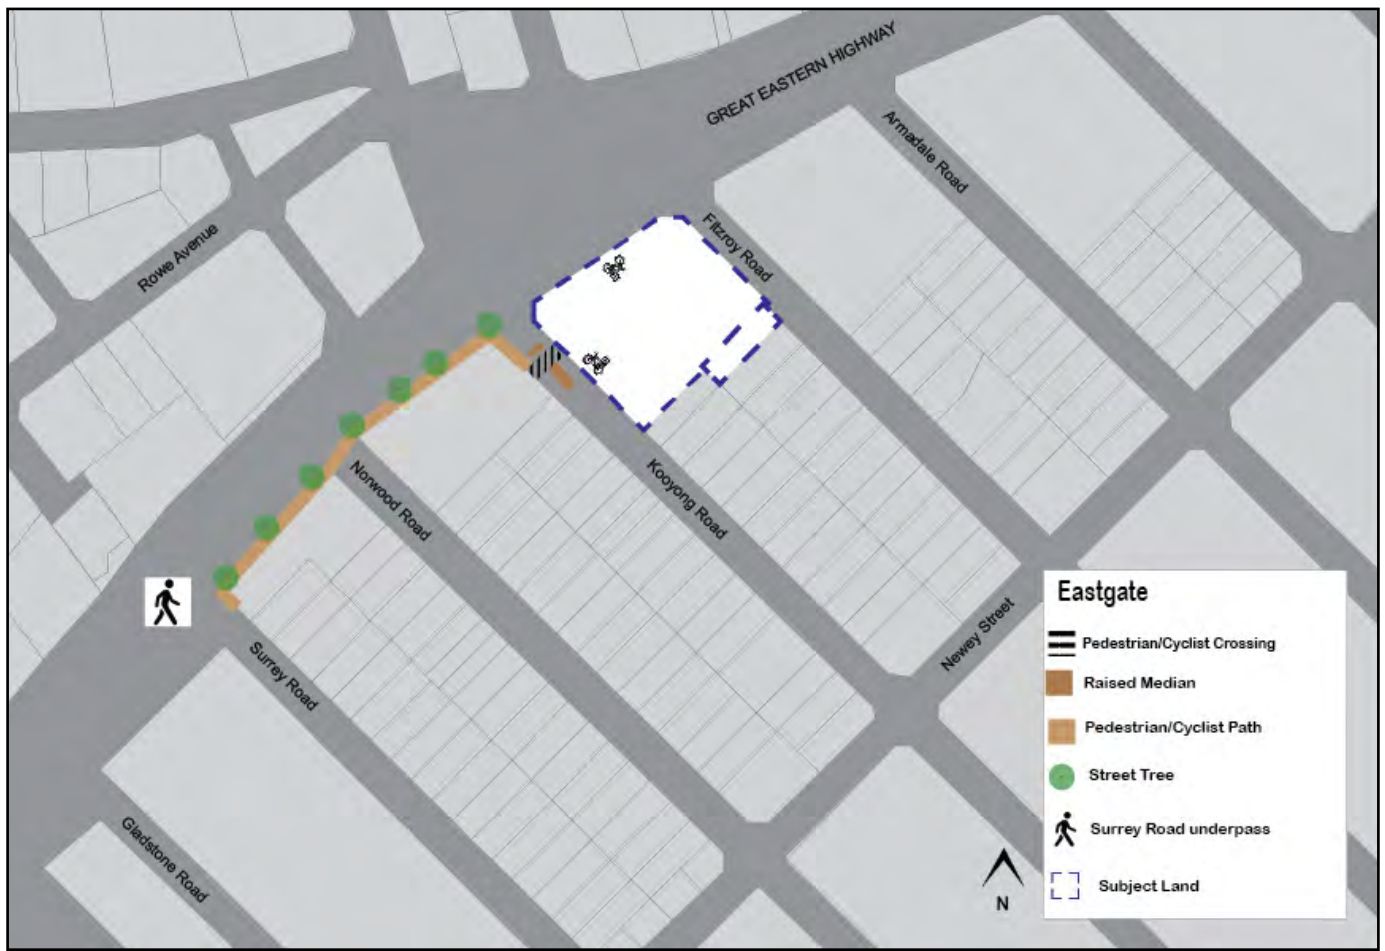 GREAT EASTERN HIGHWAY
Armadale Road
Fitzroy Road
Rowe Avenue
Norwood Road
Kooyong Road
Surrey Road
Newey Street
Gladstone Road
N
Eastgate
Pedestrian/Cyclist Crossing
Raised Median
Pedestrian/Cyclist Path
Street Tree
Surrey Road underpass
Subject Land